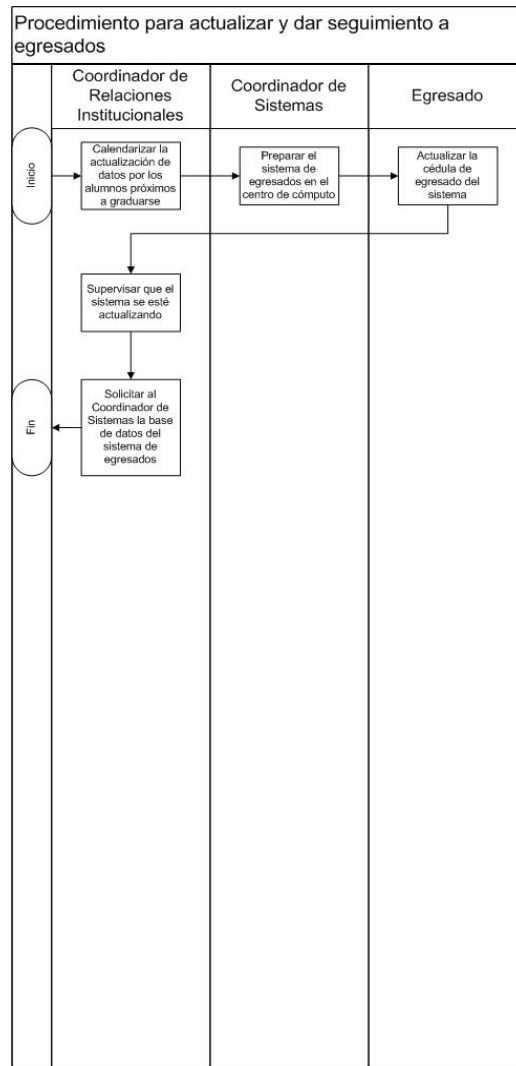 Procedimiento para actualizar y dar seguimiento a
egresados
Coordinador de
Relaciones
Institucionales
Coordinador de
Sistemas
Egresado
Inicio
Calendarizar la
actualización de
datos por los
alumnos próximos
a graduarse
Preparar el
sistema de
egresados en el
centro de cómputo
Actualizar la
cédula de
egresado del
sistema
Supervisar que el
sistema se esté
actualizando
Fin
Solicitar al
Coordinador de
Sistemas la base
de datos del
sistema de
egresados